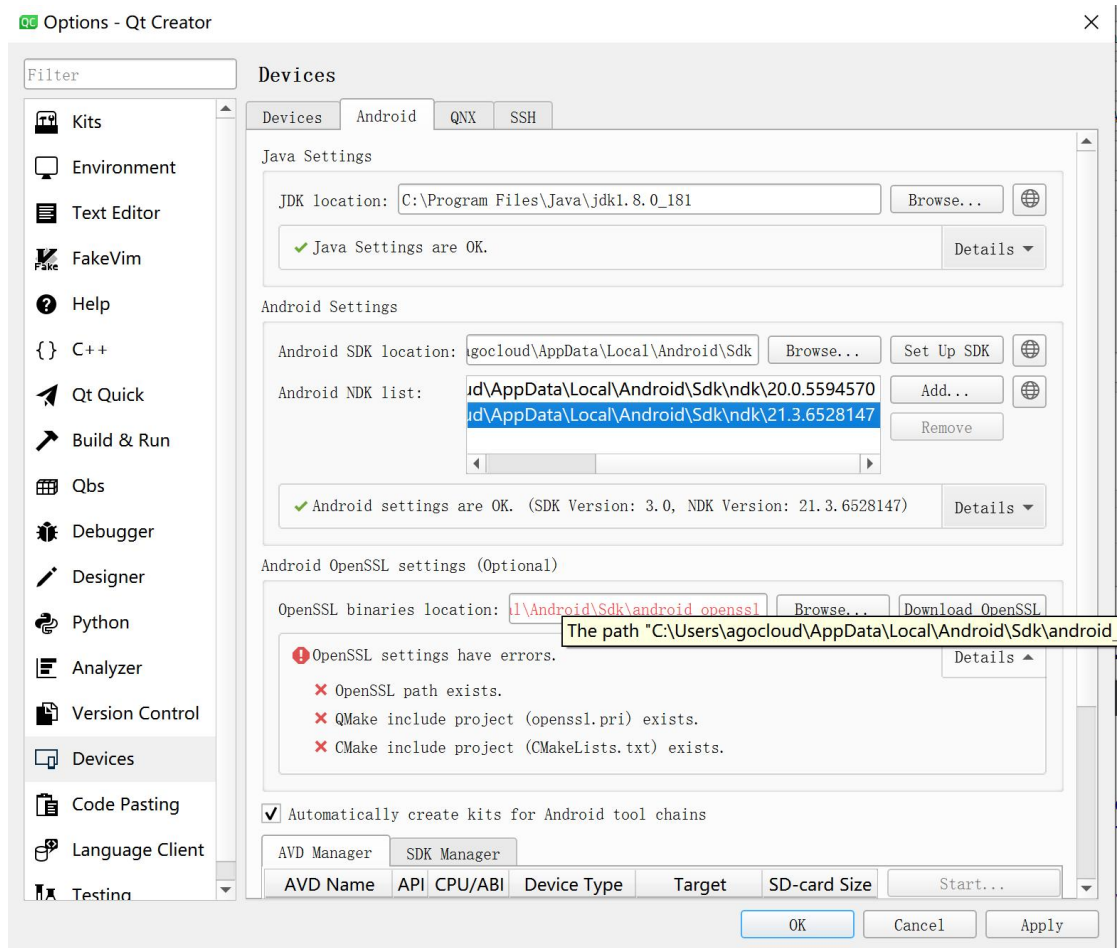 Options - Qt Creator
Filter
Kits
Environment
Text Editor
FakeVim
Help
C++
Qt Quick
Build & Run
Qbs
Debugger
Designer
Python
Analyzer
Version Control
Devices
Code Pasting
Language Client
Testing
Devices
Devices Android QNX SSH
Java Settings
JDK location: C:\Program Files\Java\jdk1.8.0_181 Browse...
Java Settings are OK. Details
Android Settings
Android SDK location: agocloud\AppData\Local\Android\Sdk Browse... Set Up SDK
Android NDK list: ud\AppData\Local\Android\Sdk\ndk\20.0.5594570 Add...
ud\AppData\Local\Android\Sdk\ndk\21.3.6528147 Remove
Android settings are OK. (SDK Version: 3.0, NDK Version: 21.3.6528147) Details
Android OpenSSL settings (Optional)
OpenSSL binaries location: al\Android\Sdk\android_openssl Browse... Download OpenSSL
The path "C:\Users\agocloud\AppData\Local\Android\Sdk\android_
OpenSSL settings have errors. Details
OpenSSL path exists.
QMake include project (openssl.pri) exists.
CMake include project (CMakeLists.txt) exists.
Automatically create kits for Android tool chains
AVD Manager SDK Manager
AVD Name API CPU/ABI Device Type Target SD-card Size Start...
OK Cancel Apply